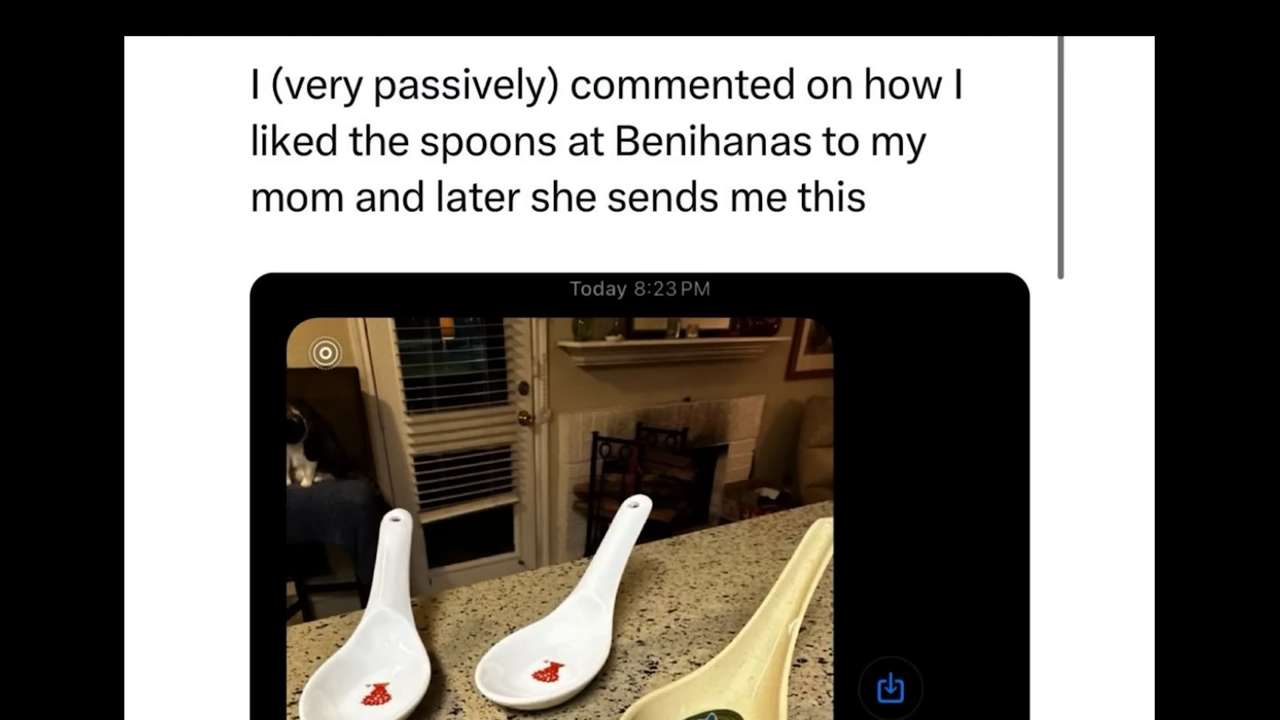 I (very passively) commented on how I
liked the spoons at Benihanas to my
mom and later she sends me this
Today 8:23 PM